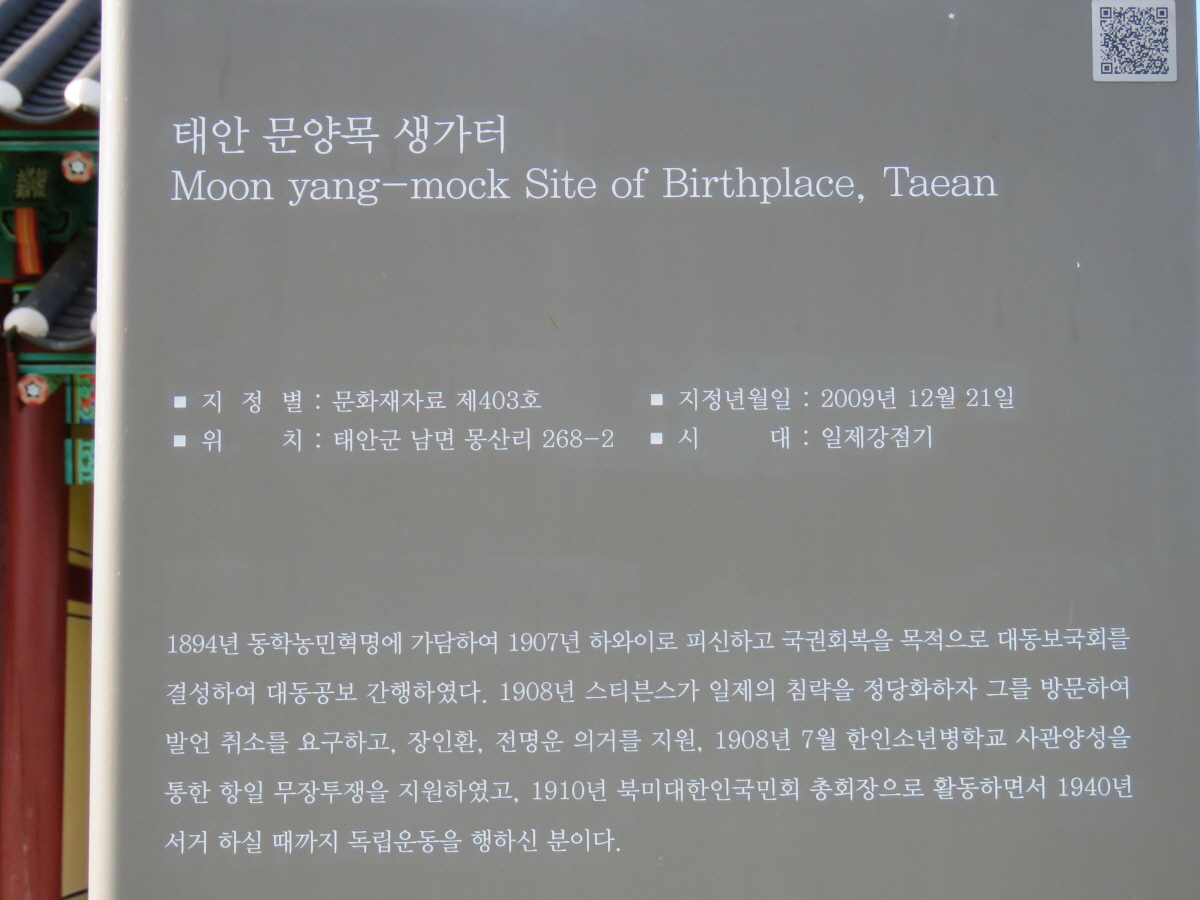 태안 문양목 생가터
Moon yang-mock Site of Birthplace, Taean
■ 지 정 별 : 문화재자료 제403호 ■ 지정년월일 : 2009년 12월 21일
■ 위 치 : 태안군 남면 몽산리 268-2 ■ 시 대 : 일제강점기
1894년 동학농민혁명에 가담하여 1907년 하와이로 피신하고 국권회복을 목적으로 대동보국회를
결성하여 대동공보 간행하였다. 1908년 스티븐스가 일제의 침략을 정당화하자 그를 방문하여
발언 취소를 요구하고, 장인환, 전명운 의거를 지원, 1908년 7월 한인소년병학교 사관양성을
통한 항일 무장투쟁을 지원하였고, 1910년 북미대한인국민회 총회장으로 활동하면서 1940년
서거 하실 때까지 독립운동을 행하신 분이다.